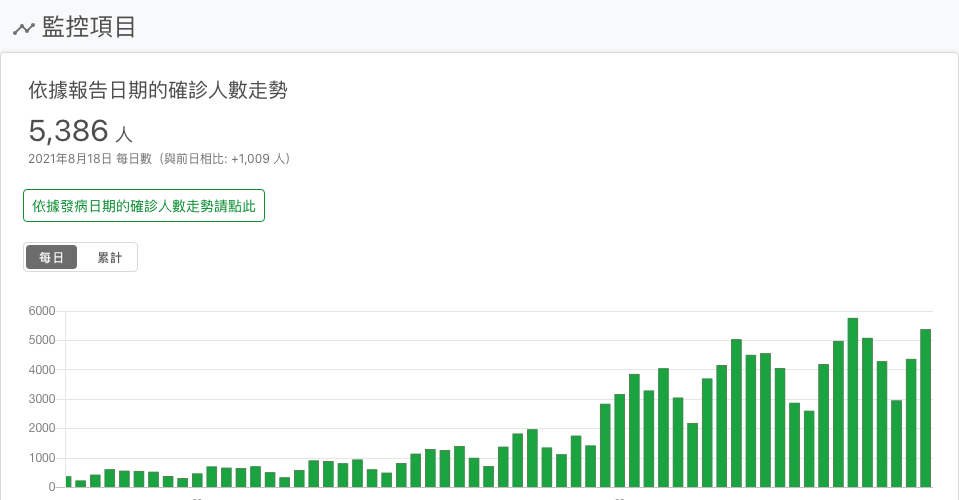 監控項目
依據報告日期的確診人數走勢
5,386 人
2021年8月18日 每日數（與前日相比: +1,009 人）
依據發病日期的確診人數走勢請點此
每日 累計
6000
5000
4000
3000
2000
1000
0